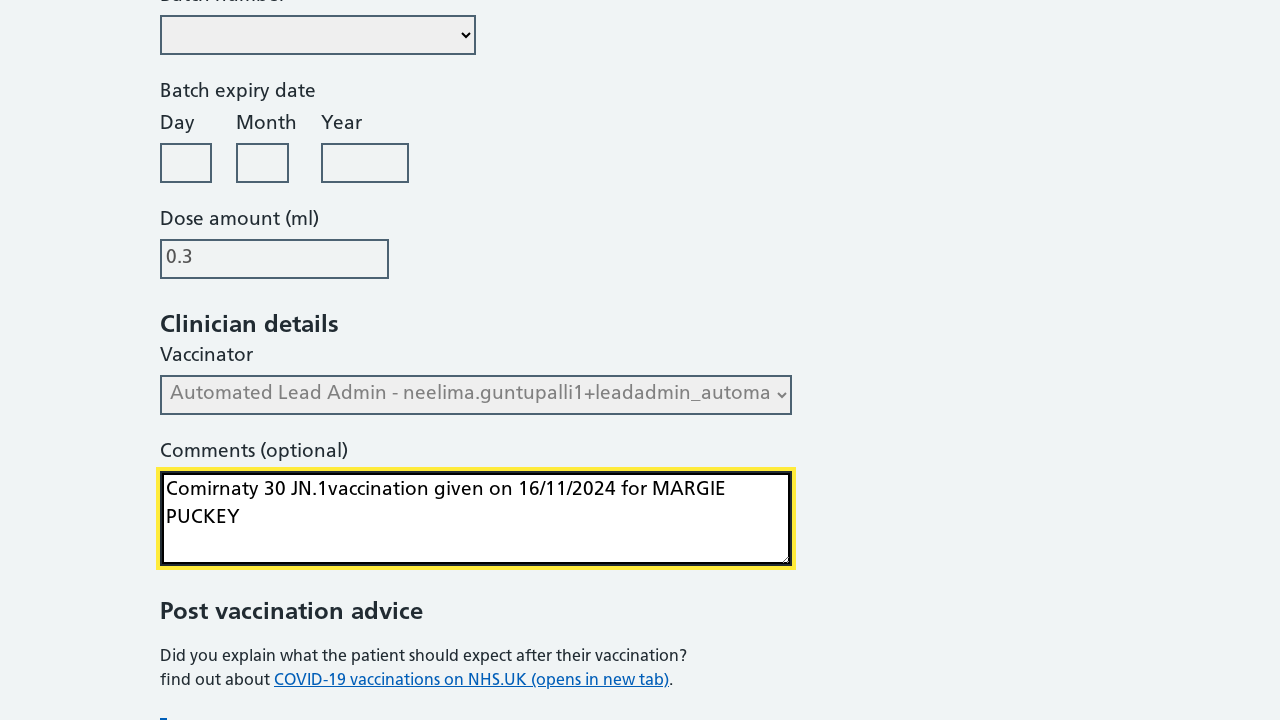 Batch number
Batch expiry date
Day Month Year
Dose amount (ml)
0.3
Clinician details
Vaccinator
Automated Lead Admin - neelima.guntupalli1+leadadmin_automa
Comments (optional)
Comirnaty 30 JN.1vaccination given on 16/11/2024 for MARGIE
PUCKEY
Post vaccination advice
Did you explain what the patient should expect after their vaccination?
find out about COVID-19 vaccinations on NHS.UK (opens in new tab).